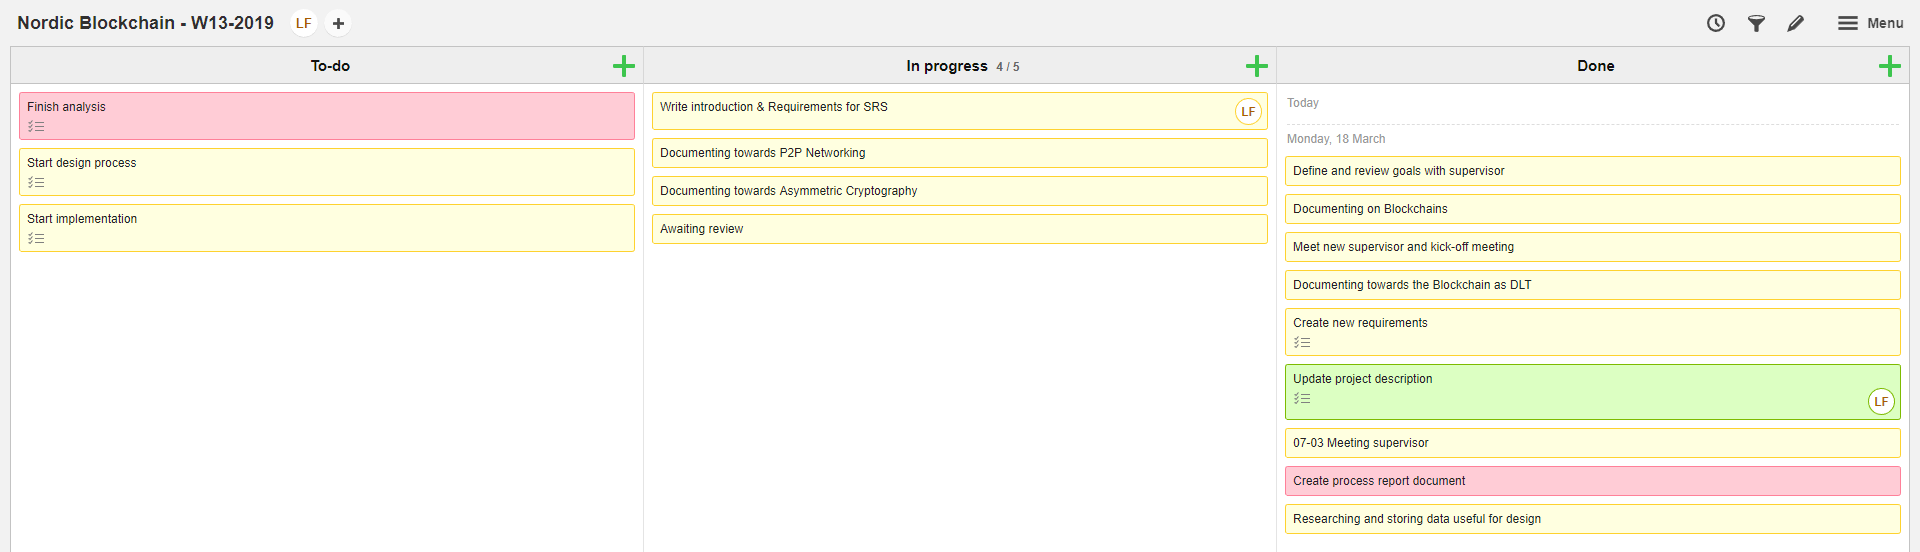 Nordic Blockchain - W13-2019 LF
Menu
To-do
Finish analysis
Start design process
Start implementation
In progress 4 / 5
Write introduction & Requirements for SRS
LF
Documenting towards P2P Networking
Documenting towards Asymmetric Cryptography
Awaiting review
Done
Today
Monday, 18 March
Define and review goals with supervisor
Documenting on Blockchains
Meet new supervisor and kick-off meeting
Documenting towards the Blockchain as DLT
Create new requirements
Update project description
LF
07-03 Meeting supervisor
Create process report document
Researching and storing data useful for design